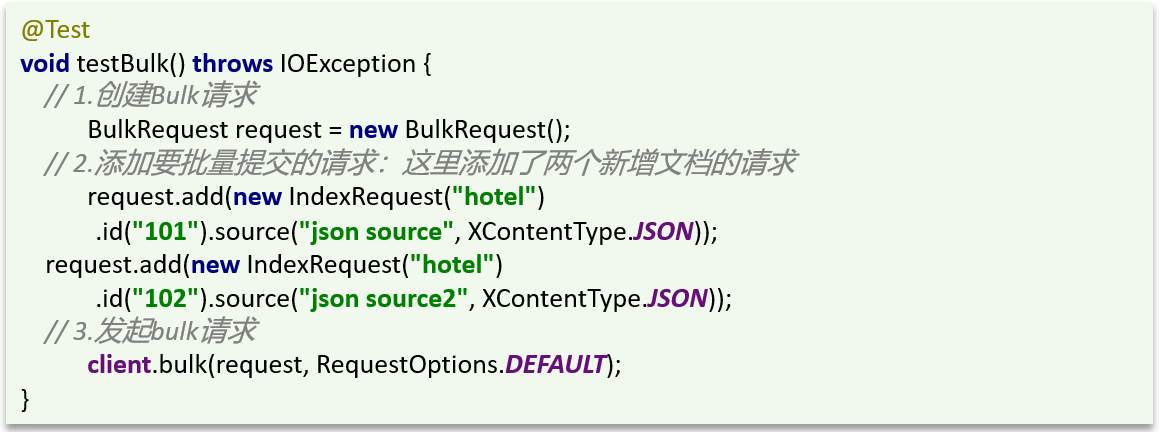 @Test
void testBulk() throws IOException {
// 1.创建Bulk请求
BulkRequest request = new BulkRequest();
// 2.添加要批量提交的请求：这里添加了两个新增文档的请求
request.add(new IndexRequest("hotel")
.id("101").source("json source", XContentType.JSON));
request.add(new IndexRequest("hotel")
.id("102").source("json source2", XContentType.JSON));
// 3.发起bulk请求
client.bulk(request, RequestOptions.DEFAULT);
}